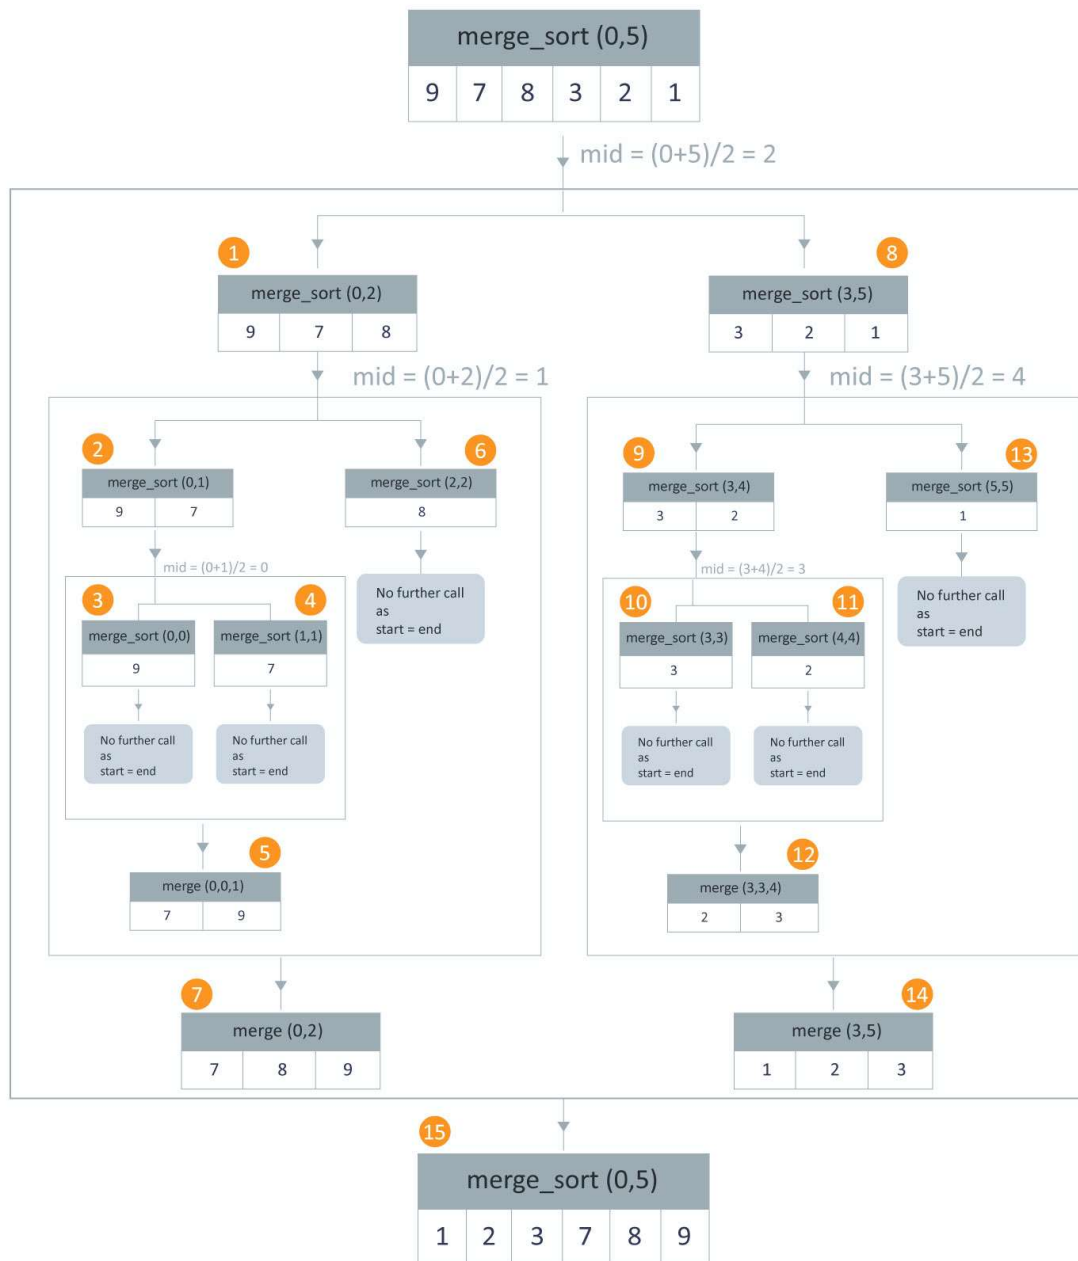 merge_sort (0,5)
9 7 8 3 2 1
mid = (0+5)/2 = 2
1
8
merge_sort (0,2)
merge_sort (3,5)
9 7 8
3 2 1
mid = (0+2)/2 = 1
mid = (3+5)/2 = 4
2
6
merge_sort (0,1)
merge_sort (2,2)
9 7
8
mid = (0+1)/2 = 0
No further call
as
start = end
3
4
merge_sort (0,0)
merge_sort (1,1)
9
7
No further call
as
start = end
No further call
as
start = end
5
merge (0,0,1)
7 9
7
merge (0,2)
7 8 9
9
13
merge_sort (3,4)
merge_sort (5,5)
3 2
1
mid = (3+4)/2 = 3
No further call
as
start = end
10
11
merge_sort (3,3)
merge_sort (4,4)
3
2
No further call
as
start = end
No further call
as
start = end
12
merge (3,3,4)
2 3
14
merge (3,5)
1 2 3
15
merge_sort (0,5)
1 2 3 7 8 9